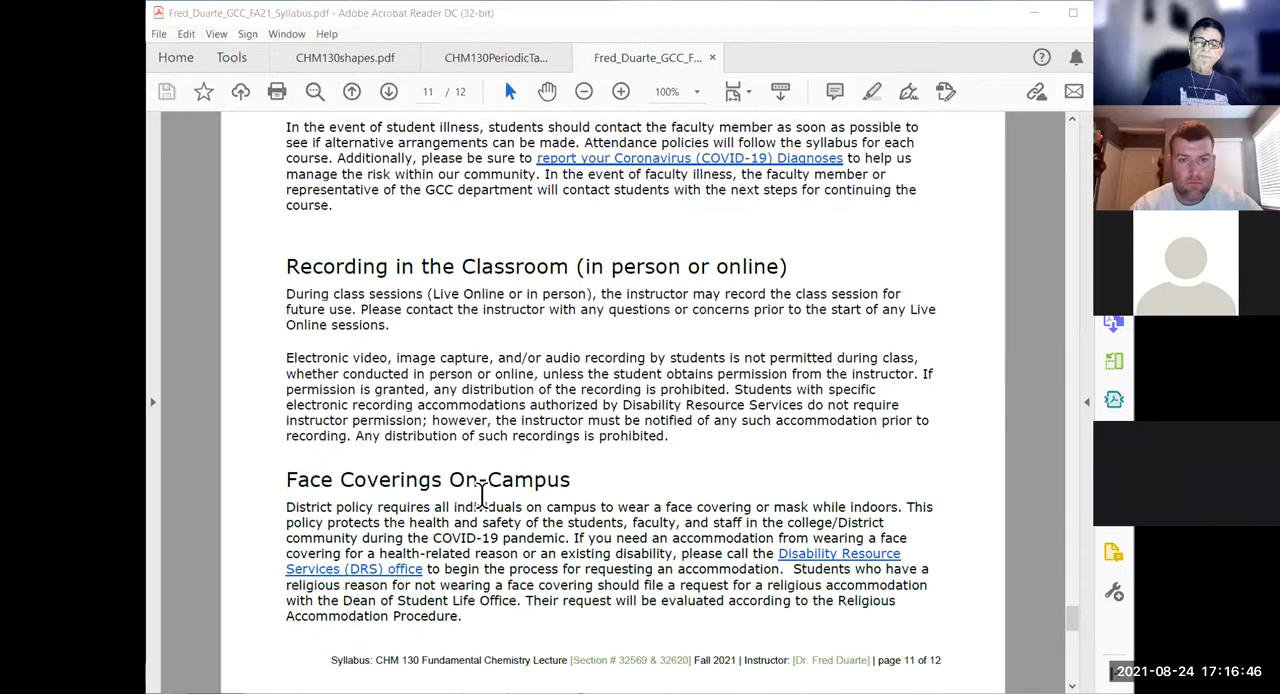 Fred_Duarte_GCC_FA21_Syllabus.pdf - Adobe Acrobat Reader DC (32-bit)
File Edit View Sign Window Help
Home Tools CHM130shapes.pdf CHM130PeriodicTa... Fred_Duarte_GCC_F... ×
11 / 12 100%
In the event of student illness, students should contact the faculty member as soon as possible to
see if alternative arrangements can be made. Attendance policies will follow the syllabus for each
course. Additionally, please be sure to report your Coronavirus (COVID-19) Diagnoses to help us
manage the risk within our community. In the event of faculty illness, the faculty member or
representative of the GCC department will contact students with the next steps for continuing the
course.
Recording in the Classroom (in person or online)
During class sessions (Live Online or in person), the instructor may record the class session for
future use. Please contact the instructor with any questions or concerns prior to the start of any Live
Online sessions.
Electronic video, image capture, and/or audio recording by students is not permitted during class,
whether conducted in person or online, unless the student obtains permission from the instructor. If
permission is granted, any distribution of the recording is prohibited. Students with specific
electronic recording accommodations authorized by Disability Resource Services do not require
instructor permission; however, the instructor must be notified of any such accommodation prior to
recording. Any distribution of such recordings is prohibited.
Face Coverings On-Campus
District policy requires all individuals on campus to wear a face covering or mask while indoors. This
policy protects the health and safety of the students, faculty, and staff in the college/District
community during the COVID-19 pandemic. If you need an accommodation from wearing a face
covering for a health-related reason or an existing disability, please call the Disability Resource
Services (DRS) office to begin the process for requesting an accommodation. Students who have a
religious reason for not wearing a face covering should file a request for a religious accommodation
with the Dean of Student Life Office. Their request will be evaluated according to the Religious
Accommodation Procedure.
Syllabus: CHM 130 Fundamental Chemistry Lecture [Section # 32569 & 32620] Fall 2021 | Instructor: [Dr. Fred Duarte] | page 11 of 12
2021-08-24 17:16:46